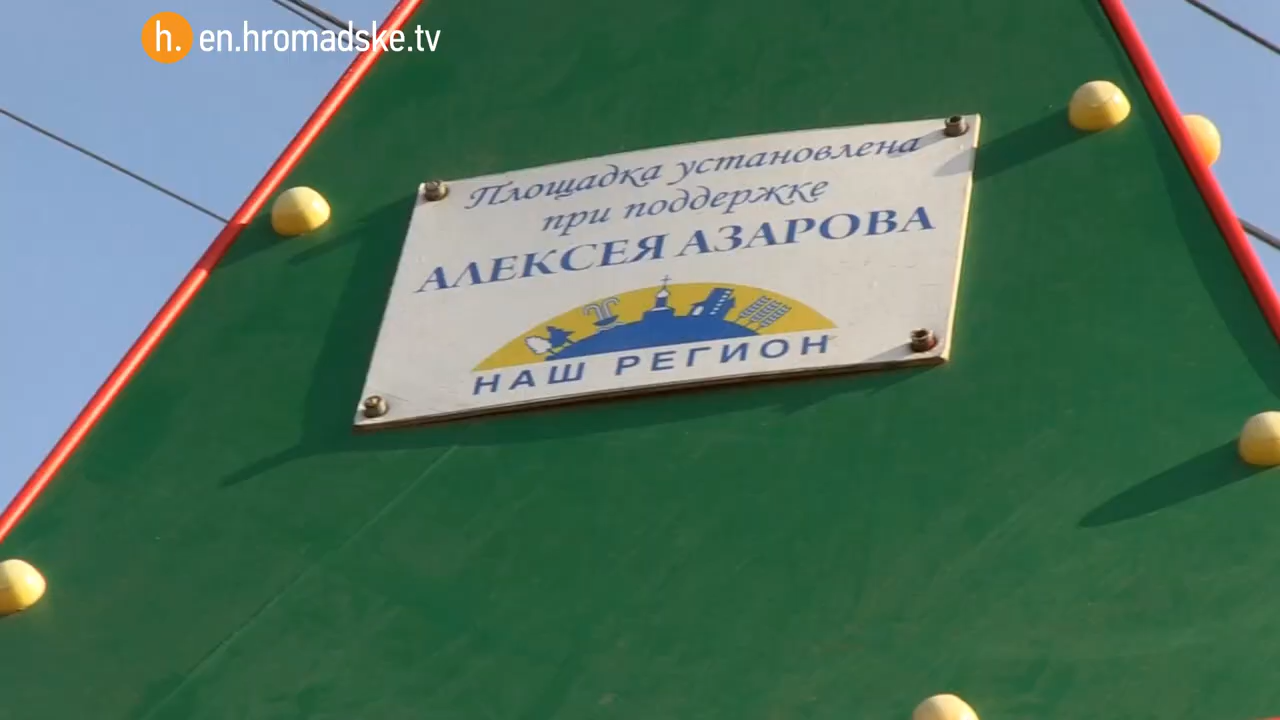 h. en.hromadske.tv
Площадка установлена
при поддержке
АЛЕКСЕЯ АЗАРОВА
НАШ РЕГИОН